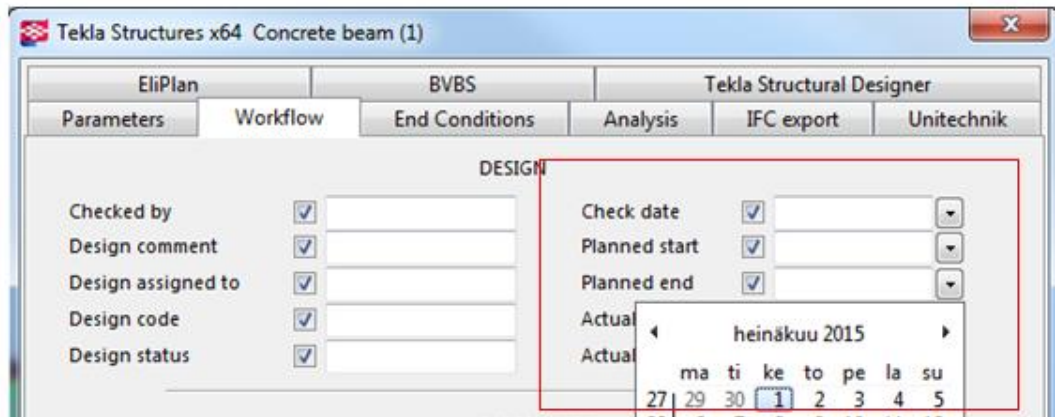 Tekla Structures x64 Concrete beam (1)
EliPlan BVBS Tekla Structural Designer
Parameters Workflow End Conditions Analysis IFC export Unitechnik
DESIGN
Checked by Check date
Design comment Planned start
Design assigned to Planned end
Design code Actual
Design status Actual
heinäkuu 2015
ma ti ke to pe la su
27 29 30 1 2 3 4 5